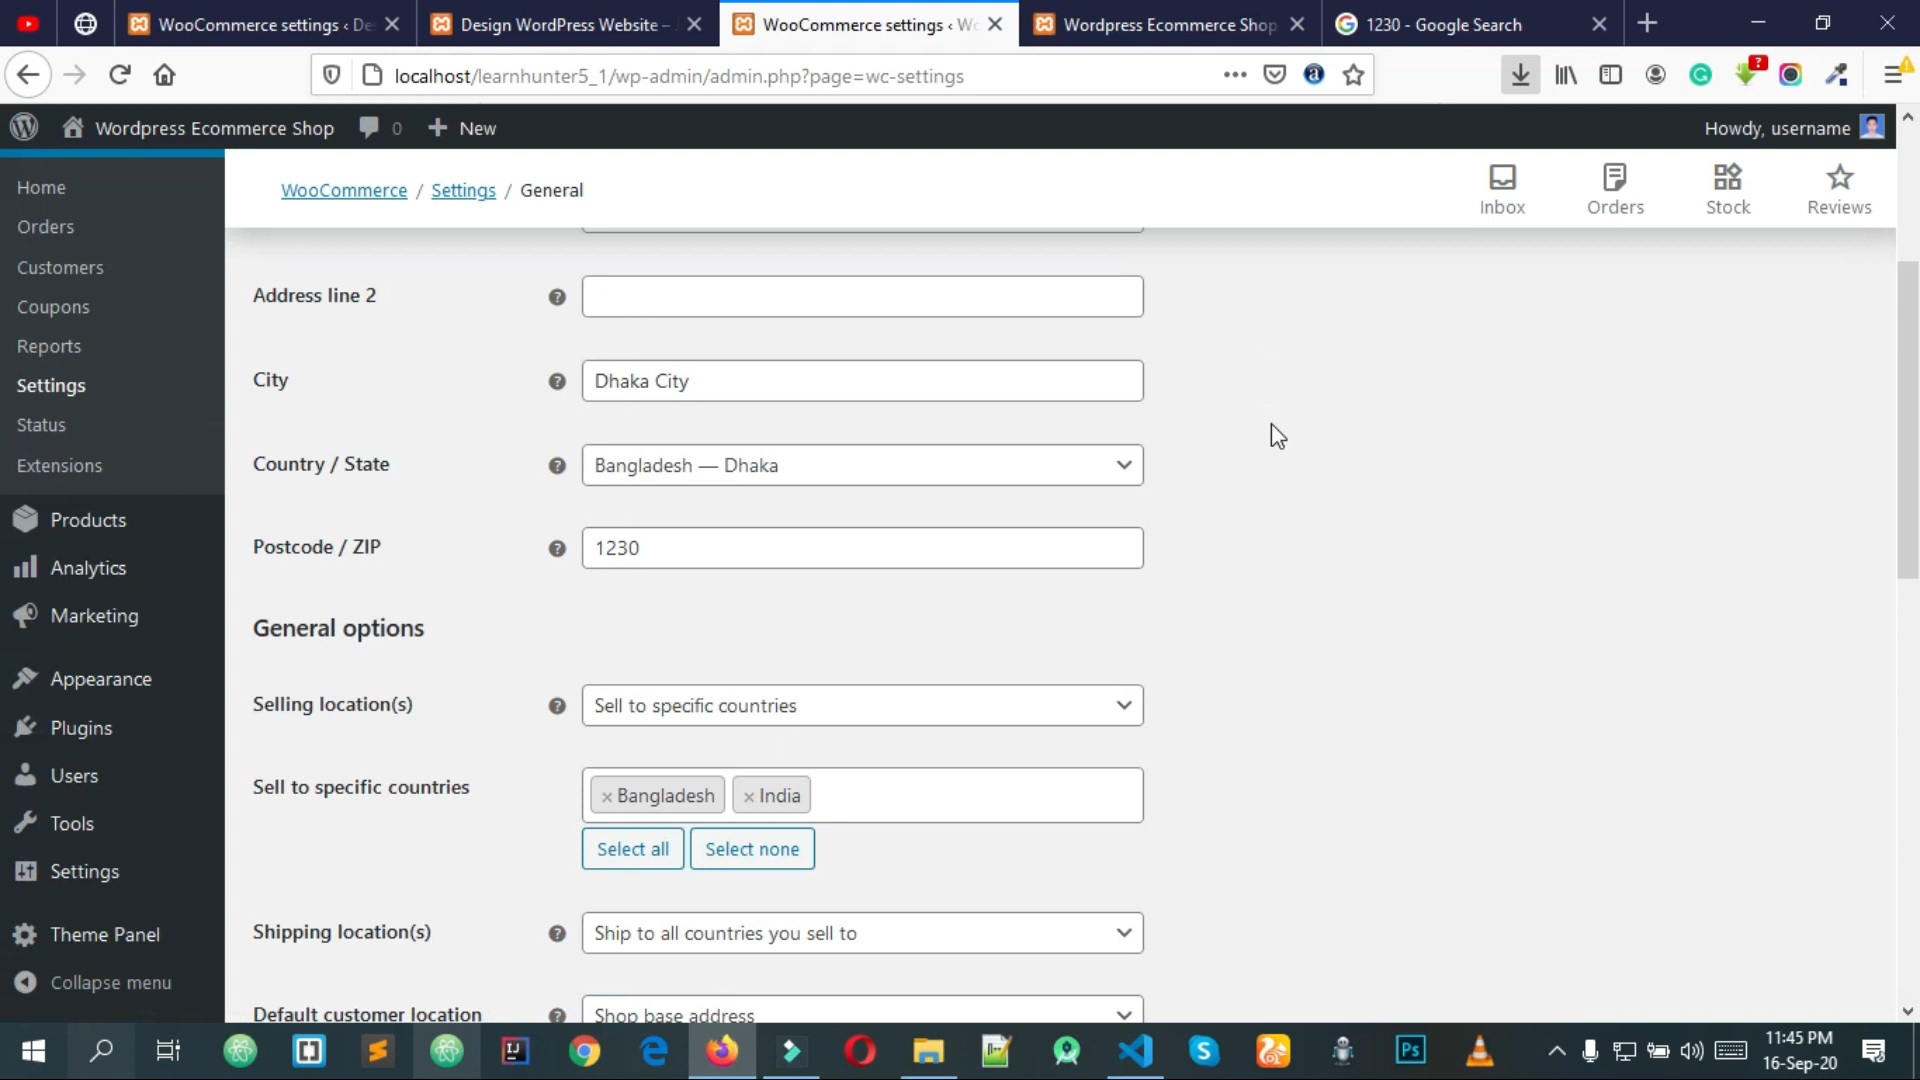 WooCommerce settings ‹ De
Design WordPress Website –
WooCommerce settings ‹ Wo
Wordpress Ecommerce Shop
1230 - Google Search
localhost/learnhunter5_1/wp-admin/admin.php?page=wc-settings
Wordpress Ecommerce Shop
0
New
Howdy, username
Home
Orders
Customers
Coupons
Reports
Settings
Status
Extensions
Products
Analytics
Marketing
Appearance
Plugins
Users
Tools
Settings
Theme Panel
Collapse menu
WooCommerce / Settings / General
Inbox
Orders
Stock
Reviews
Address line 2
City
Dhaka City
Country / State
Bangladesh — Dhaka
Postcode / ZIP
1230
General options
Selling location(s)
Sell to specific countries
Sell to specific countries
× Bangladesh
× India
Select all
Select none
Shipping location(s)
Ship to all countries you sell to
Default customer location
Shop base address
Ps
11:45 PM
16-Sep-20